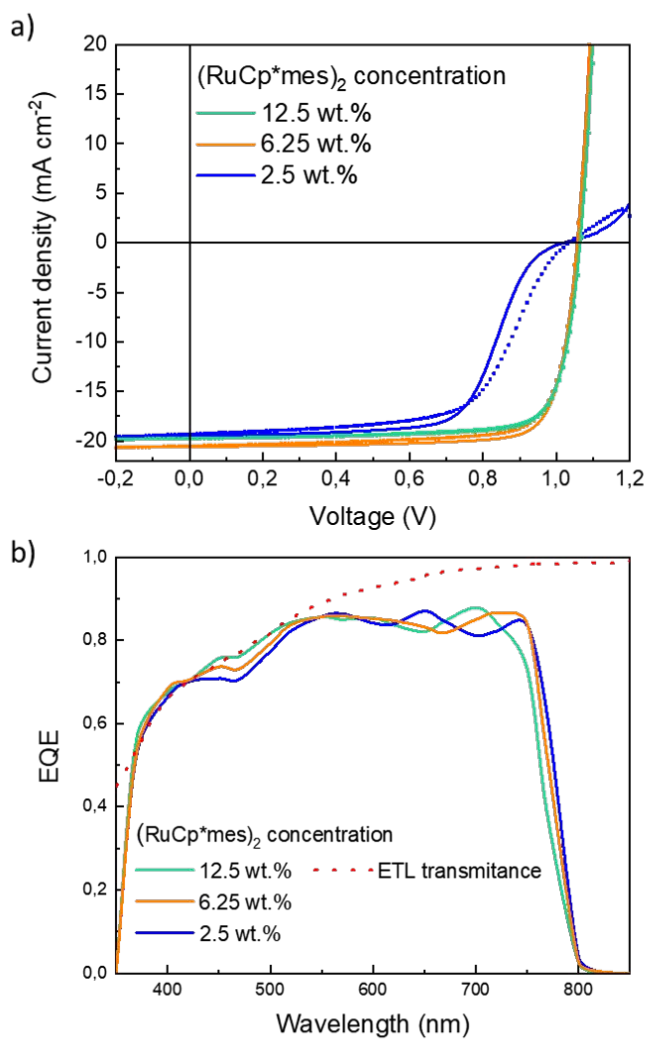 a)
20
15
10
5
0
-5
-10
-15
-20
Current density (mA cm-2)
(RuCp*mes)2 concentration
12.5 wt.%
6.25 wt.%
2.5 wt.%
-0,2 0,0 0,2 0,4 0,6 0,8 1,0 1,2
Voltage (V)
b)
1,0
0,8
0,6
0,4
0,2
0,0
EQE
(RuCp*mes)2 concentration
12.5 wt.% ETL transmitance
6.25 wt.%
2.5 wt.%
400 500 600 700 800
Wavelength (nm)